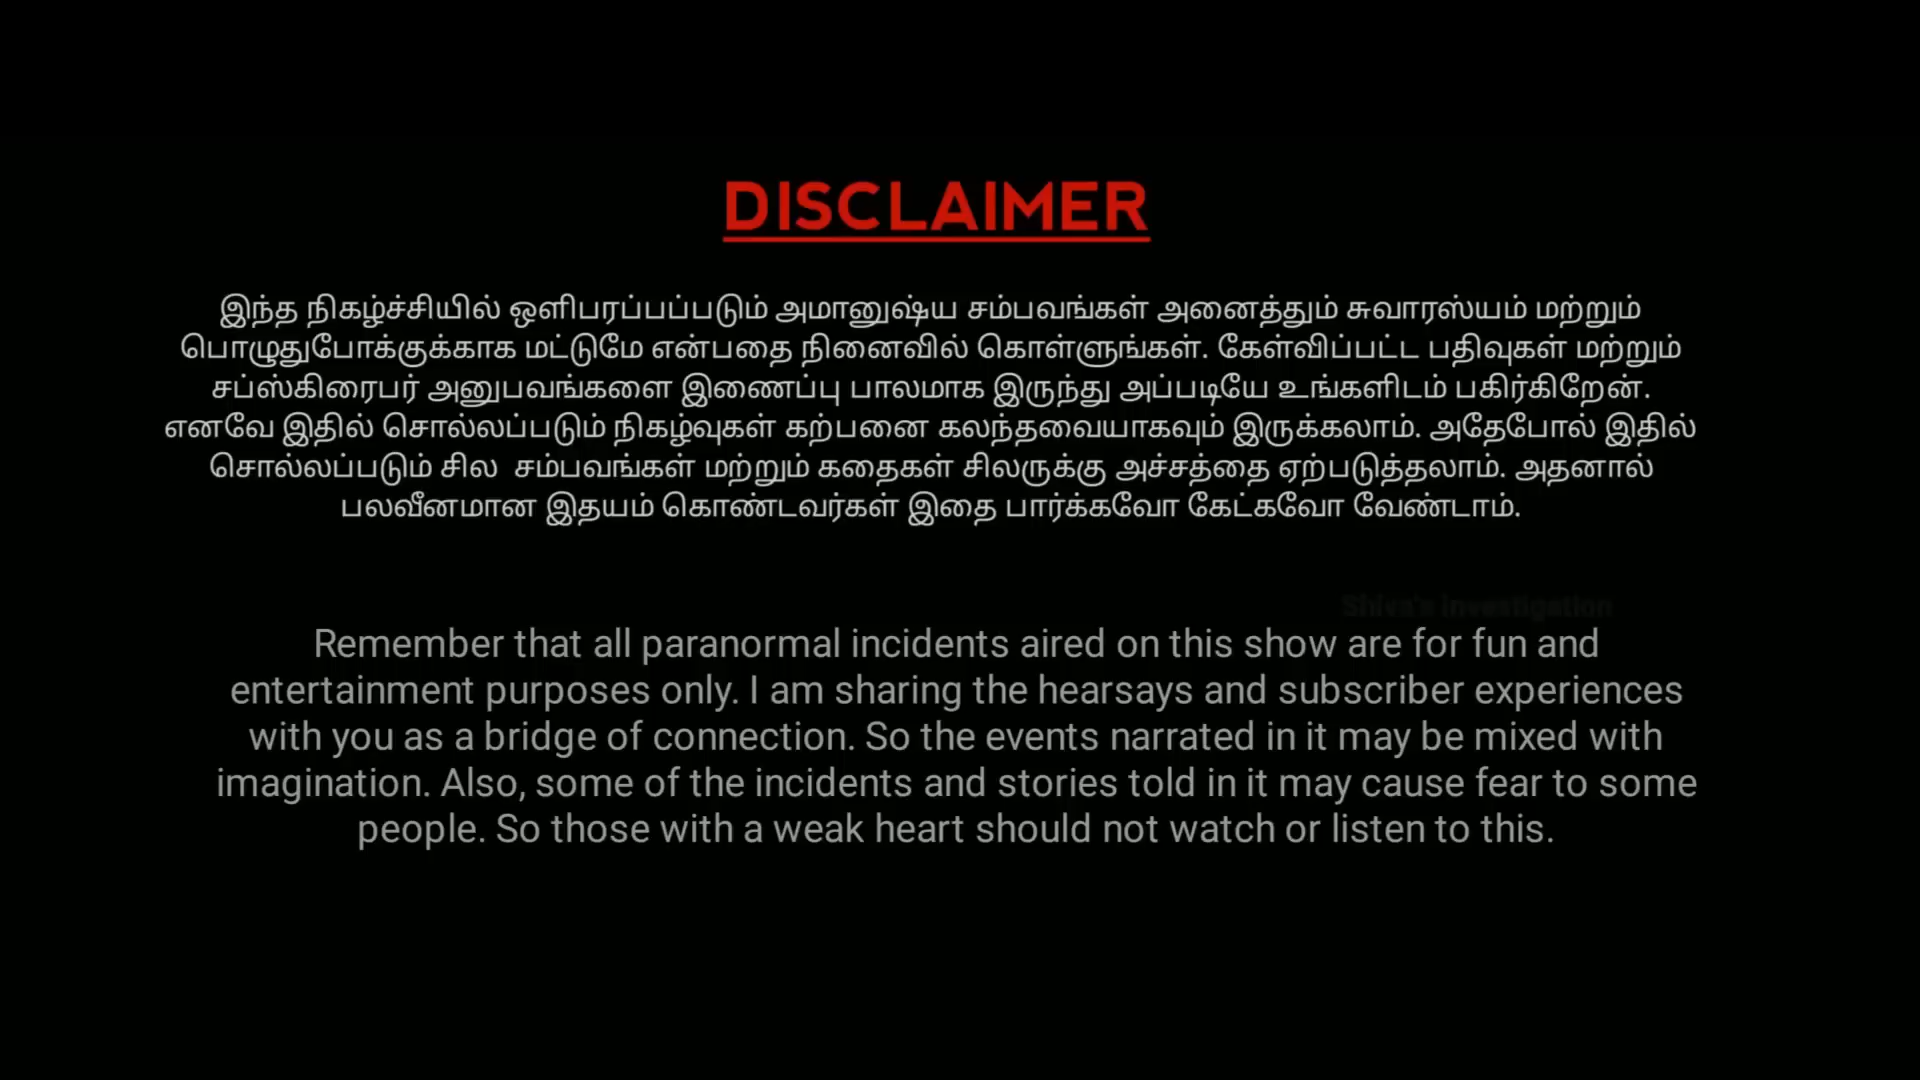 DISCLAIMER
இந்த நிகழ்ச்சியில் ஒளிபரப்பப்படும் அமானுஷ்ய சம்பவங்கள் அனைத்தும் சுவாரஸ்யம் மற்றும்
பொழுதுபோக்குக்காக மட்டுமே என்பதை நினைவில் கொள்ளுங்கள். கேள்விப்பட்ட பதிவுகள் மற்றும்
சப்ஸ்கிரைபர் அனுபவங்களை இணைப்பு பாலமாக இருந்து அப்படியே உங்களிடம் பகிர்கிறேன்.
எனவே இதில் சொல்லப்படும் நிகழ்வுகள் கற்பனை கலந்தவையாகவும் இருக்கலாம். அதேபோல் இதில்
சொல்லப்படும் சில சம்பவங்கள் மற்றும் கதைகள் சிலருக்கு அச்சத்தை ஏற்படுத்தலாம். அதனால்
பலவீனமான இதயம் கொண்டவர்கள் இதை பார்க்கவோ கேட்கவோ வேண்டாம்.
Shiva's investigation
Remember that all paranormal incidents aired on this show are for fun and
entertainment purposes only. I am sharing the hearsays and subscriber experiences
with you as a bridge of connection. So the events narrated in it may be mixed with
imagination. Also, some of the incidents and stories told in it may cause fear to some
people. So those with a weak heart should not watch or listen to this.